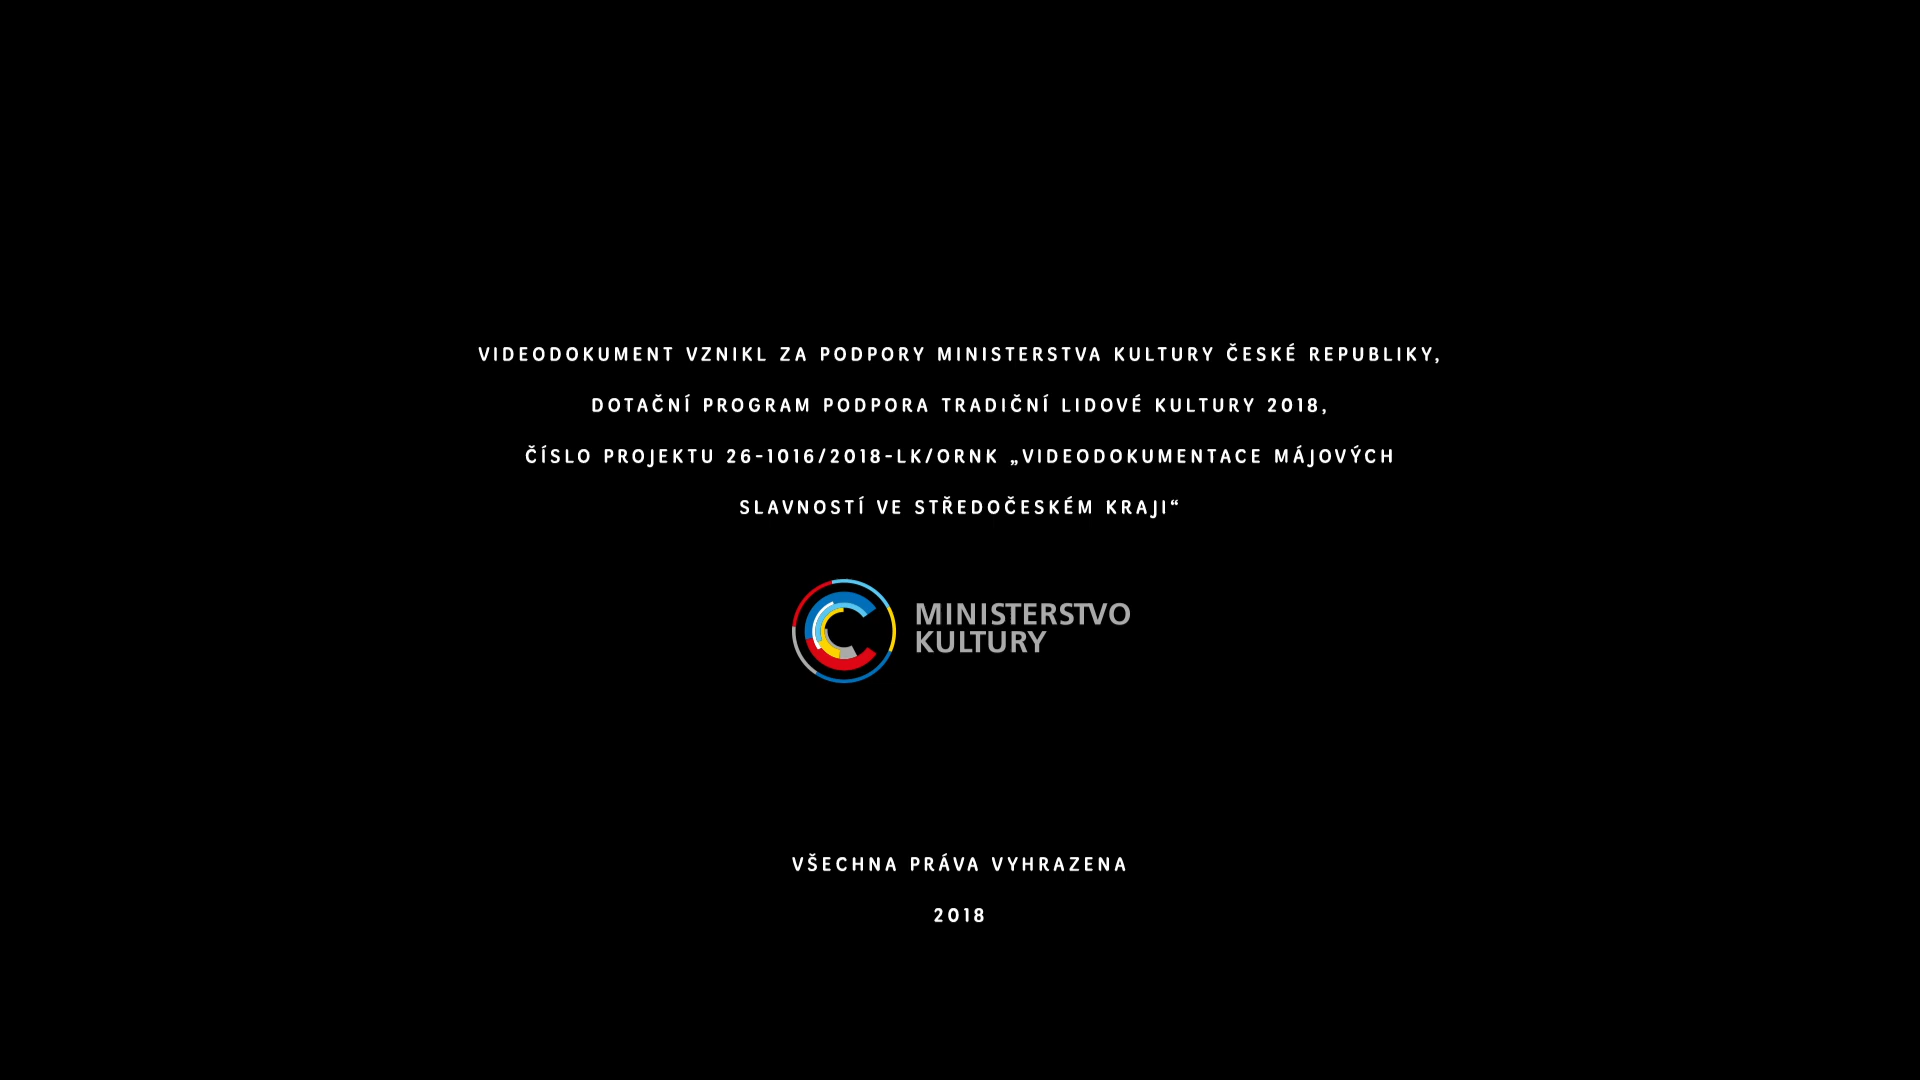 VIDEODOKUMENT VZNIKL ZA PODPORY MINISTERSTVA KULTURY ČESKÉ REPUBLIKY,
DOTAČNÍ PROGRAM PODPORA TRADIČNÍ LIDOVÉ KULTURY 2018,
ČÍSLO PROJEKTU 26-1016/2018-LK/ORNK „VIDEODOKUMENTACE MÁJOVÝCH
SLAVNOSTÍ VE STŘEDOČESKÉM KRAJI“
MINISTERSTVO
KULTURY
VŠECHNA PRÁVA VYHRAZENA
2018